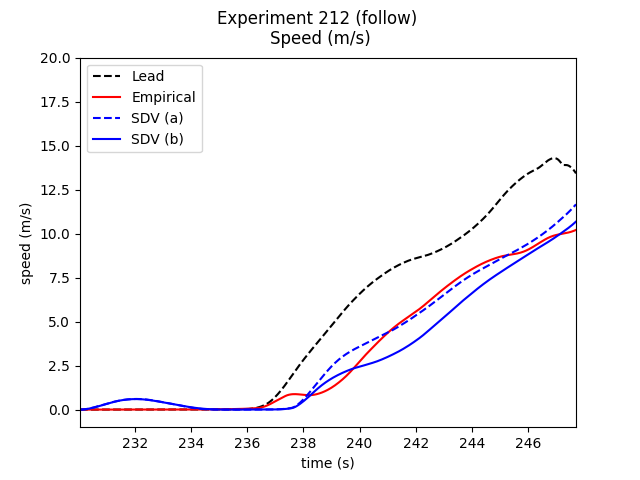 Experiment 212 (follow)
Speed (m/s)
20.0
17.5
15.0
12.5
10.0
7.5
5.0
2.5
0.0
speed (m/s)
Lead
Empirical
SDV (a)
SDV (b)
232 234 236 238 240 242 244 246
time (s)